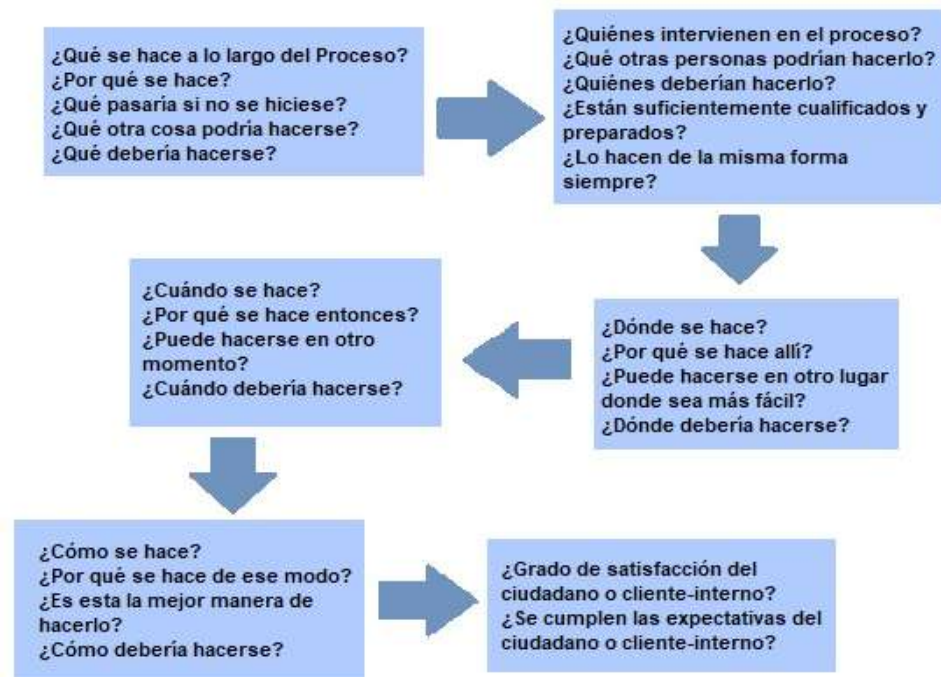 ¿Qué se hace a lo largo del Proceso?
¿Por qué se hace?
¿Qué pasaría si no se hiciese?
¿Qué otra cosa podría hacerse?
¿Qué debería hacerse?
¿Quiénes intervienen en el proceso?
¿Qué otras personas podrían hacerlo?
¿Quiénes deberían hacerlo?
¿Están suficientemente cualificados y
preparados?
¿Lo hacen de la misma forma
siempre?
¿Dónde se hace?
¿Por qué se hace allí?
¿Puede hacerse en otro lugar
donde sea más fácil?
¿Dónde debería hacerse?
¿Cuándo se hace?
¿Por qué se hace entonces?
¿Puede hacerse en otro
momento?
¿Cuándo debería hacerse?
¿Cómo se hace?
¿Por qué se hace de ese modo?
¿Es esta la mejor manera de
hacerlo?
¿Cómo debería hacerse?
¿Grado de satisfacción del
ciudadano o cliente-interno?
¿Se cumplen las expectativas del
ciudadano o cliente-interno?